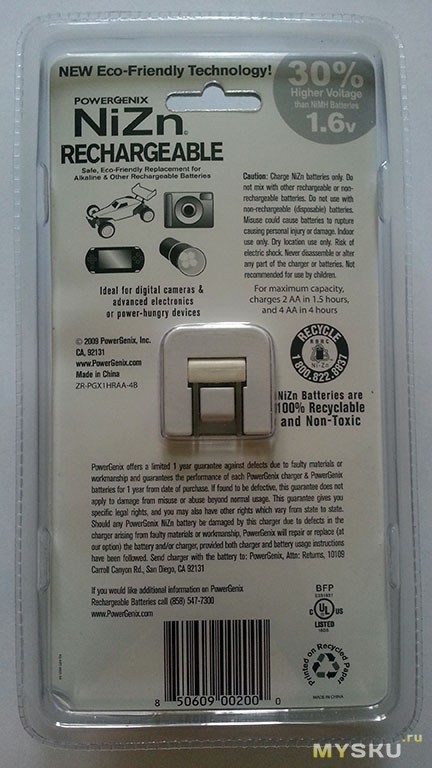 NEW Eco-Friendly Technology!
30%
Higher Voltage
than NiMH Batteries
1.6v
POWERGENIX
NiZn
RECHARGEABLE
Safe, Eco-Friendly Replacement for
Alkaline & Other Rechargeable Batteries
Ideal for digital cameras &
advanced electronics
or power-hungry devices
Caution: Charge NiZn batteries only. Do
not mix with other rechargeable or non-
rechargeable batteries. Do not use with
non-rechargeable (disposable) batteries.
Misuse could cause batteries to rupture
causing personal injury or damage. Indoor
use only. Dry location use only. Risk of
electric shock. Never disassemble or alter
any part of the charger or batteries. Not
recommended for use by children.
For maximum capacity,
charges 2 AA in 1.5 hours,
and 4 AA in 4 hours
© 2009 PowerGenix, Inc.
CA, 92131
www.PowerGenix.com
Made in China
ZR-PGX1HRAA-4B
RECYCLE
RBRC
Ni-Zn
1.800.822.8837
NiZn Batteries are
100% Recyclable
and Non-Toxic
PowerGenix offers a limited 1 year guarantee against defects due to faulty materials or
workmanship and guarantees the performance of each PowerGenix charger & PowerGenix
batteries for 1 year from date of purchase. If found to be defective, this guarantee does not
apply to damage from misuse or abuse beyond normal usage. This guarantee gives you
specific legal rights, and you may also have other rights which vary from state to state.
Should any PowerGenix NiZn battery be damaged by this charger due to defects in the
charger arising from faulty materials or workmanship, PowerGenix will repair or replace (at
our option) the battery and/or charger, provided both charger and battery usage instructions
have been followed. Send charger with the battery to: PowerGenix, Attn: Returns, 10109
Carroll Canyon Rd., San Diego, CA 92131
If you would like additional information on PowerGenix
Rechargeable Batteries call (858) 547-7300
www.PowerGenix.com
BFP
C UL US
LISTED
Printed on Recycled Paper
MADE IN CHINA
8 50609 00200 0
MYSKU.ru